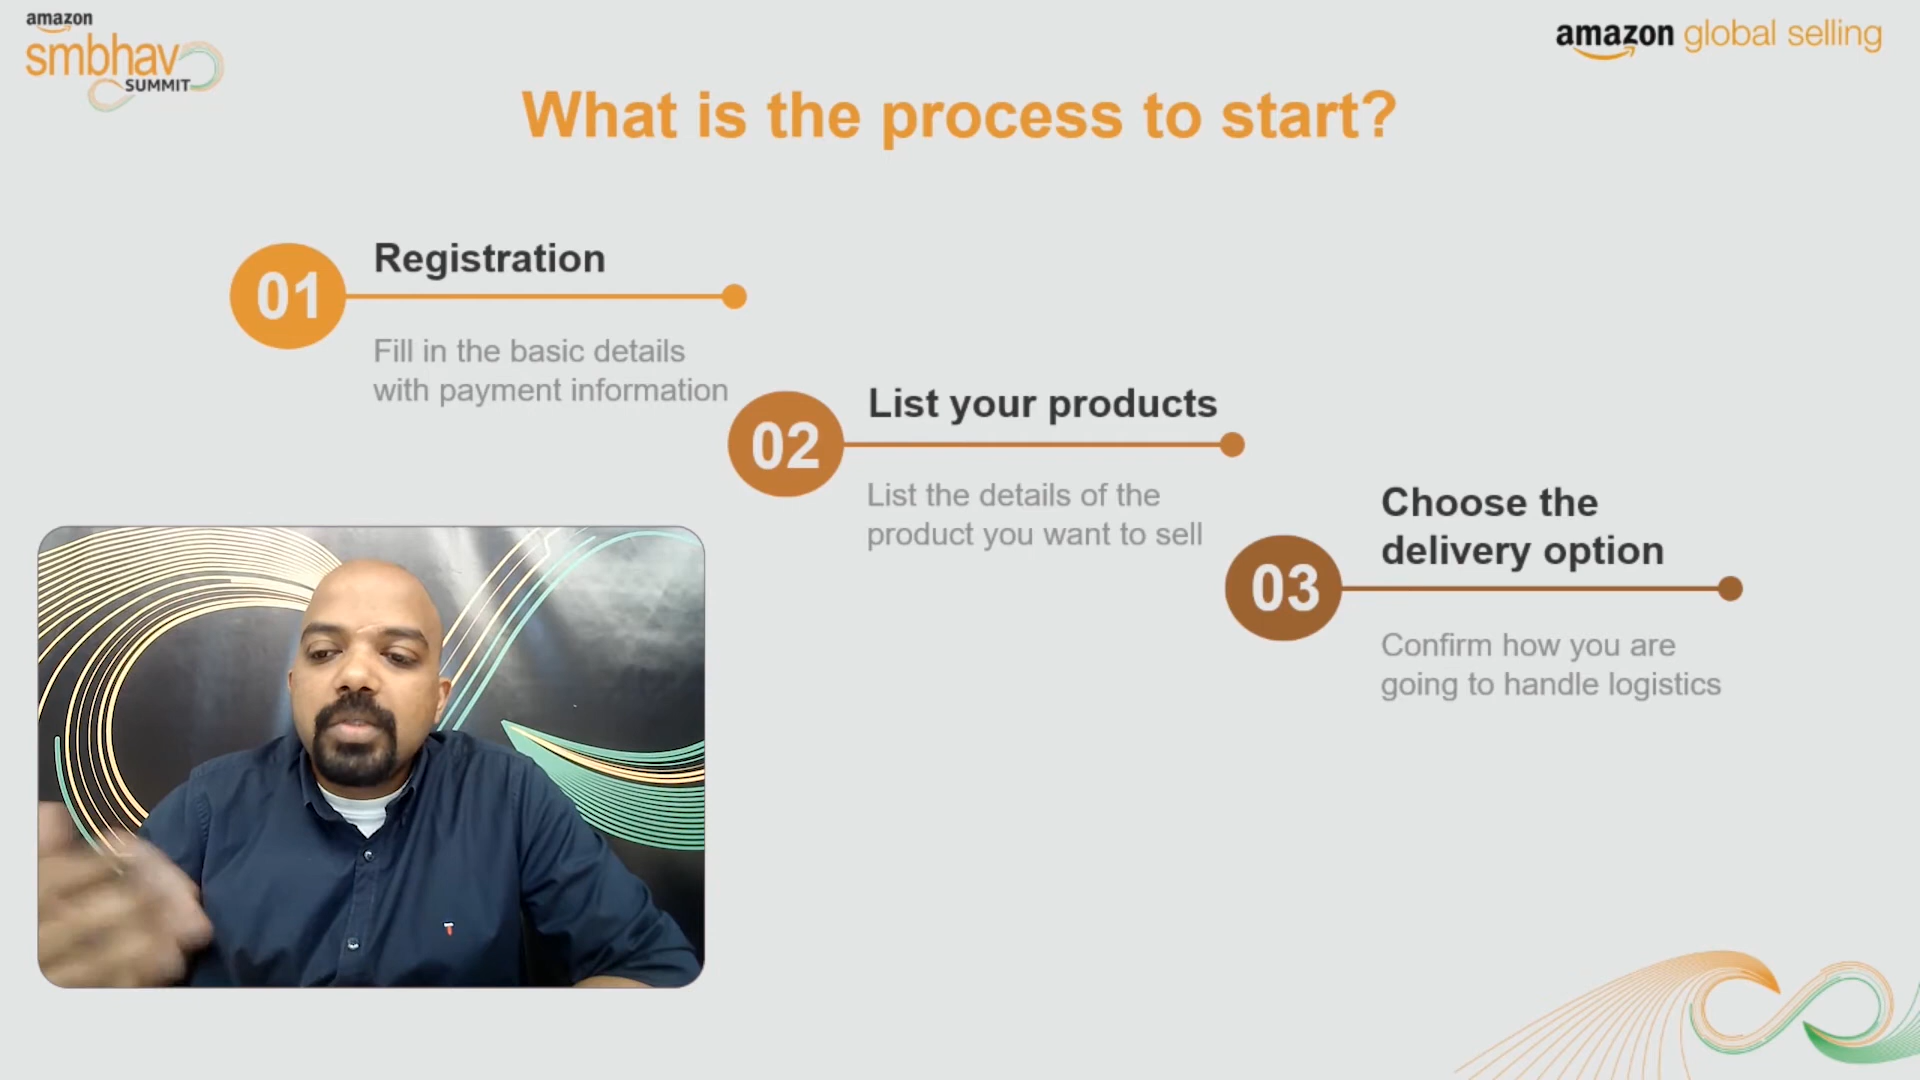 amazon
smbhav
SUMMIT
amazon global selling
What is the process to start?
01
Registration
Fill in the basic details
with payment information
02
List your products
List the details of the
product you want to sell
03
Choose the
delivery option
Confirm how you are
going to handle logistics